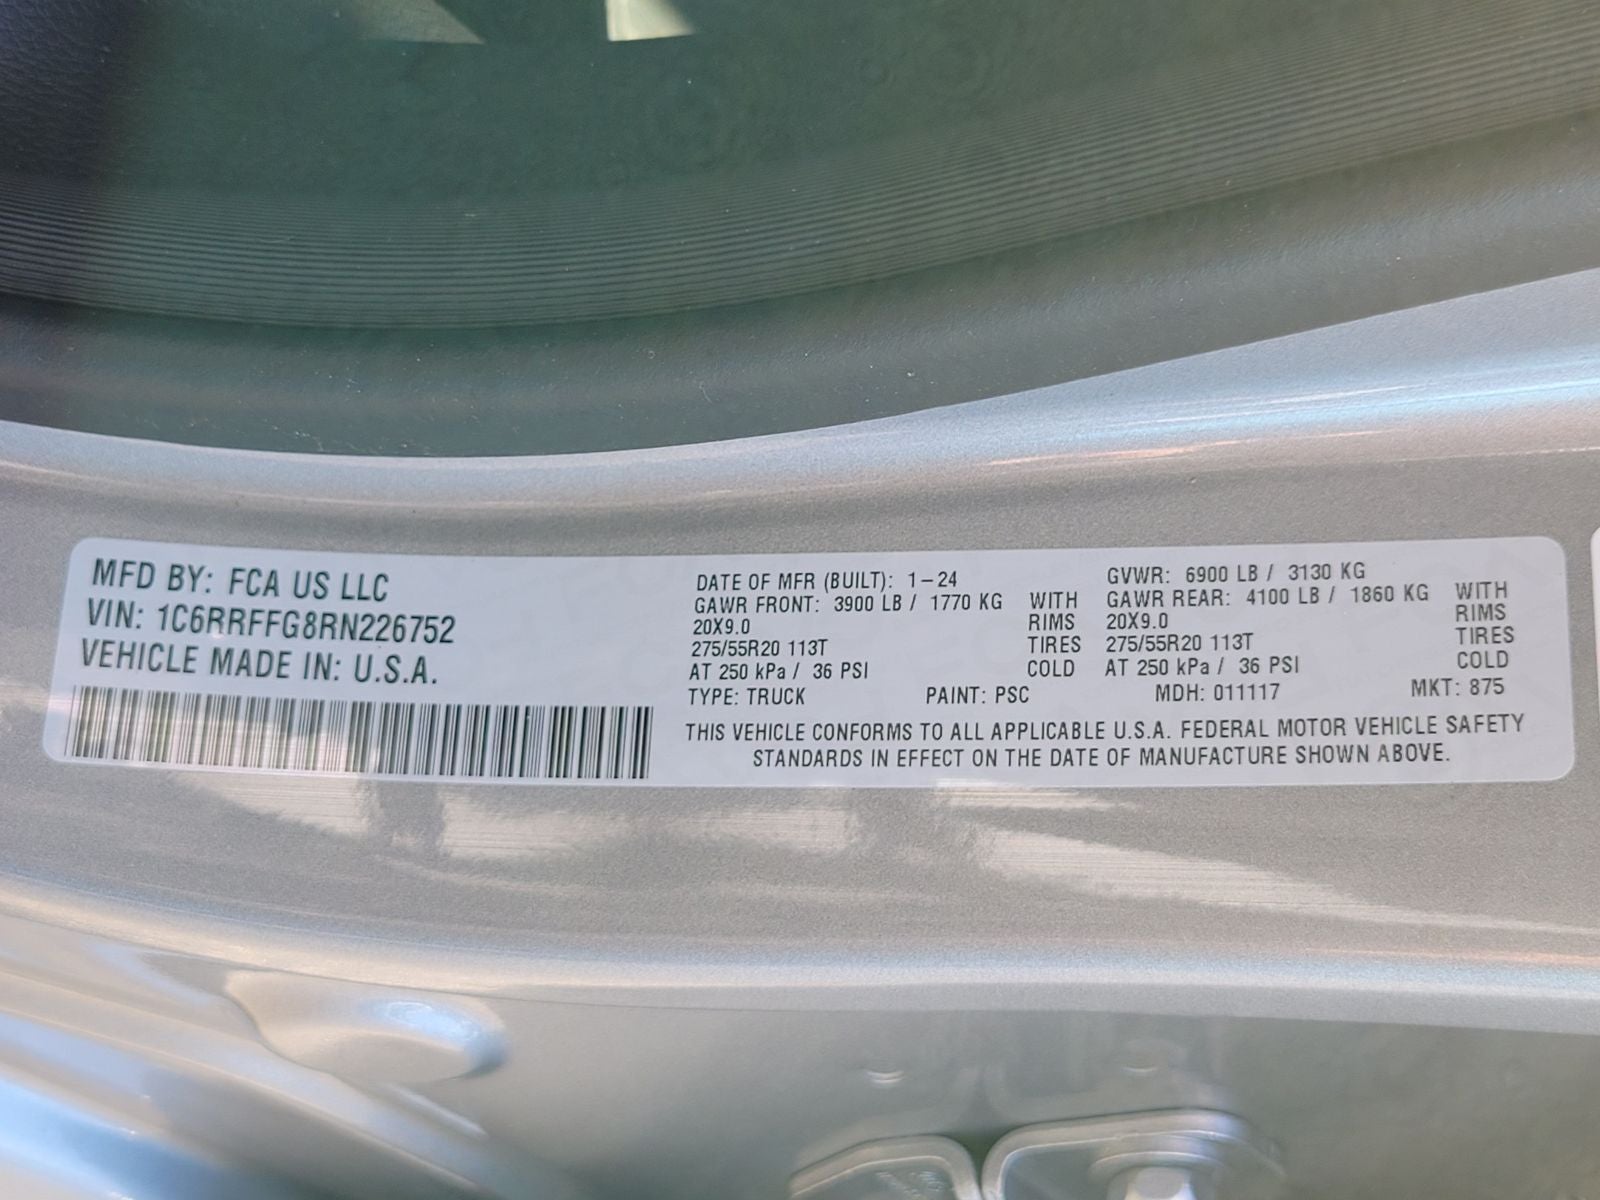 MFD BY: FCA US LLC
VIN: 1C6RRFFG8RN226752
VEHICLE MADE IN: U.S.A.
DATE OF MFR (BUILT): 1-24 GVWR: 6900 LB / 3130 KG
GAWR FRONT: 3900 LB / 1770 KG WITH GAWR REAR: 4100 LB / 1860 KG WITH
20X9.0 RIMS 20X9.0 RIMS
275/55R20 113T TIRES 275/55R20 113T TIRES
AT 250 kPa / 36 PSI COLD AT 250 kPa / 36 PSI COLD
TYPE: TRUCK PAINT: PSC MDH: 011117 MKT: 875
THIS VEHICLE CONFORMS TO ALL APPLICABLE U.S.A. FEDERAL MOTOR VEHICLE SAFETY
STANDARDS IN EFFECT ON THE DATE OF MANUFACTURE SHOWN ABOVE.